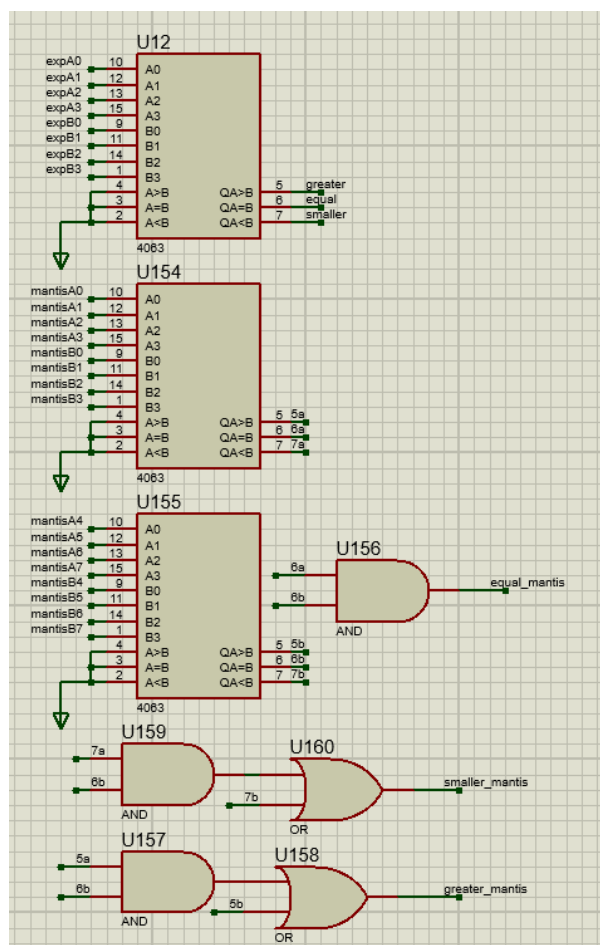 U12
expA0 10 A0
expA1 12 A1
expA2 13 A2
expA3 15 A3
expB0 9 B0
expB1 11 B1
expB2 14 B2
expB3 1 B3
4 A>B QA>B 5 greater
3 A=B QA=B 6 equal
2 A<B QA<B 7 smaller
4063
U154
mantisA0 10 A0
mantisA1 12 A1
mantisA2 13 A2
mantisA3 15 A3
mantisB0 9 B0
mantisB1 11 B1
mantisB2 14 B2
mantisB3 1 B3
4 A>B QA>B 5 5a
3 A=B QA=B 6 6a
2 A<B QA<B 7 7a
4063
U155
mantisA4 10 A0
mantisA5 12 A1
mantisA6 13 A2
mantisA7 15 A3
mantisB4 9 B0
mantisB5 11 B1
mantisB6 14 B2
mantisB7 1 B3
4 A>B QA>B 5 5b
3 A=B QA=B 6 6b
2 A<B QA<B 7 7b
4063
U156
6a
equal_mantis
6b
AND
U159
U160
7a
smaller_mantis
6b
7b
AND
OR
U157
U158
5a
greater_mantis
6b
5b
AND
OR